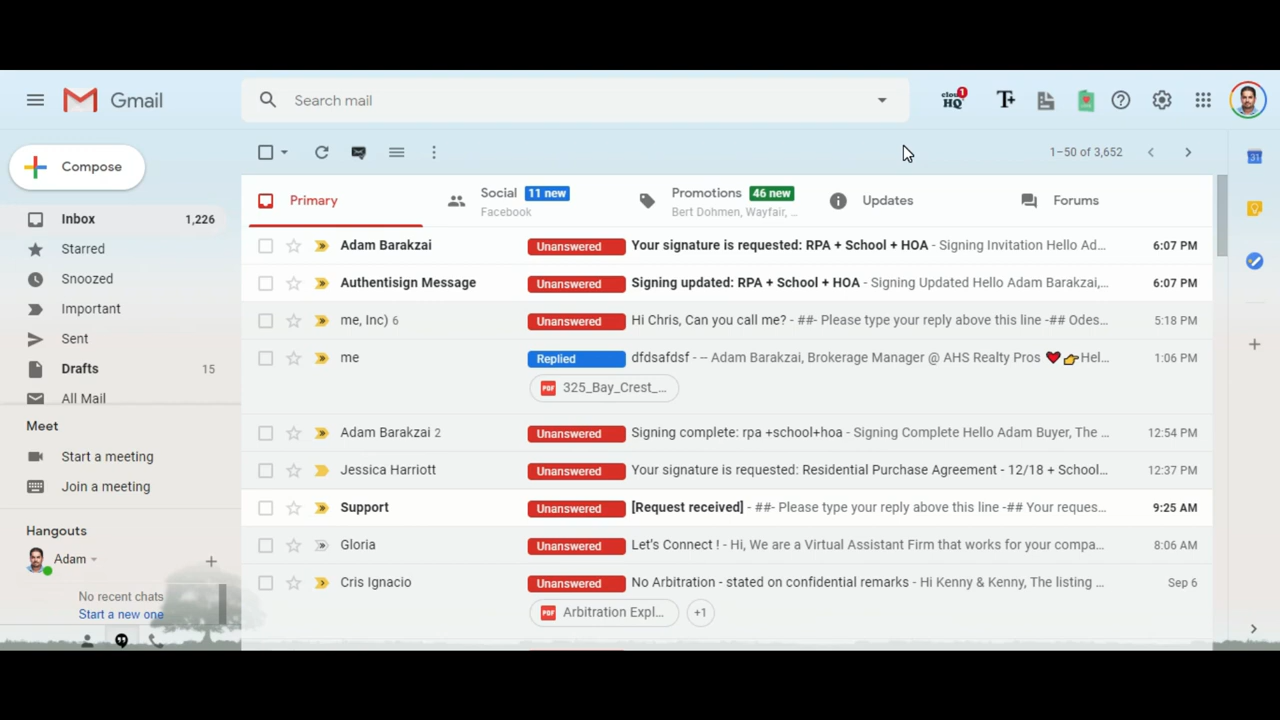 Gmail
Search mail
cloudHQ 1
T+
Compose
1–50 of 3,652
Inbox 1,226
Starred
Snoozed
Important
Sent
Drafts 15
All Mail
Meet
Start a meeting
Join a meeting
Hangouts
Adam
No recent chats
Start a new one
Primary
Social 11 new
Facebook
Promotions 46 new
Bert Dohmen, Wayfair, ...
Updates
Forums
Adam Barakzai Unanswered Your signature is requested: RPA + School + HOA - Signing Invitation Hello Ad... 6:07 PM
Authentisign Message Unanswered Signing updated: RPA + School + HOA - Signing Updated Hello Adam Barakzai,... 6:07 PM
me, Inc) 6 Unanswered Hi Chris, Can you call me? - ##- Please type your reply above this line -## Odes... 5:18 PM
me Replied dfdsafdsf - -- Adam Barakzai, Brokerage Manager @ AHS Realty Pros ❤️👉Hel... 1:06 PM
PDF 325_Bay_Crest_...
Adam Barakzai 2 Unanswered Signing complete: rpa +school+hoa - Signing Complete Hello Adam Buyer, The ... 12:54 PM
Jessica Harriott Unanswered Your signature is requested: Residential Purchase Agreement - 12/18 + School... 12:37 PM
Support Unanswered [Request received] - ##- Please type your reply above this line -## Your reques... 9:25 AM
Gloria Unanswered Let's Connect ! - Hi, We are a Virtual Assistant Firm that works for your compa... 8:06 AM
Cris Ignacio Unanswered No Arbitration - stated on confidential remarks - Hi Kenny & Kenny, The listing ... Sep 6
PDF Arbitration Expl... +1
31